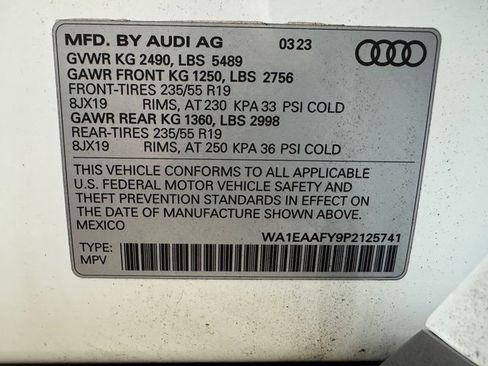 MFD. BY AUDI AG 03 23
GVWR KG 2490, LBS 5489
GAWR FRONT KG 1250, LBS 2756
FRONT-TIRES 235/55 R19
8JX19 RIMS, AT 230 KPA 33 PSI COLD
GAWR REAR KG 1360, LBS 2998
REAR-TIRES 235/55 R19
8JX19 RIMS, AT 250 KPA 36 PSI COLD
THIS VEHICLE CONFORMS TO ALL APPLICABLE
U.S. FEDERAL MOTOR VEHICLE SAFETY AND
THEFT PREVENTION STANDARDS IN EFFECT ON
THE DATE OF MANUFACTURE SHOWN ABOVE.
MEXICO
WA1EAAFY9P2125741
TYPE:
MPV